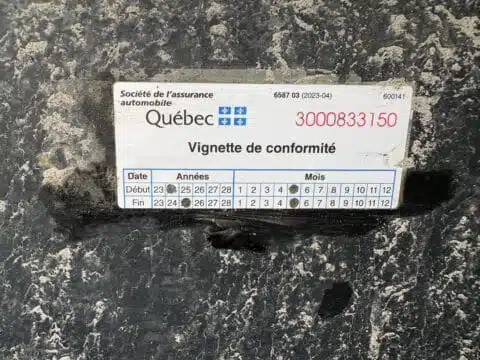 Société de l'assurance automobile 6587 03 (2023-04) 600141
Québec 3000833150
Vignette de conformité
Date Années Mois
Début 23 25 26 27 28 1 2 3 4 6 7 8 9 10 11 12
Fin 23 24 26 27 28 1 2 3 4 6 7 8 9 10 11 12